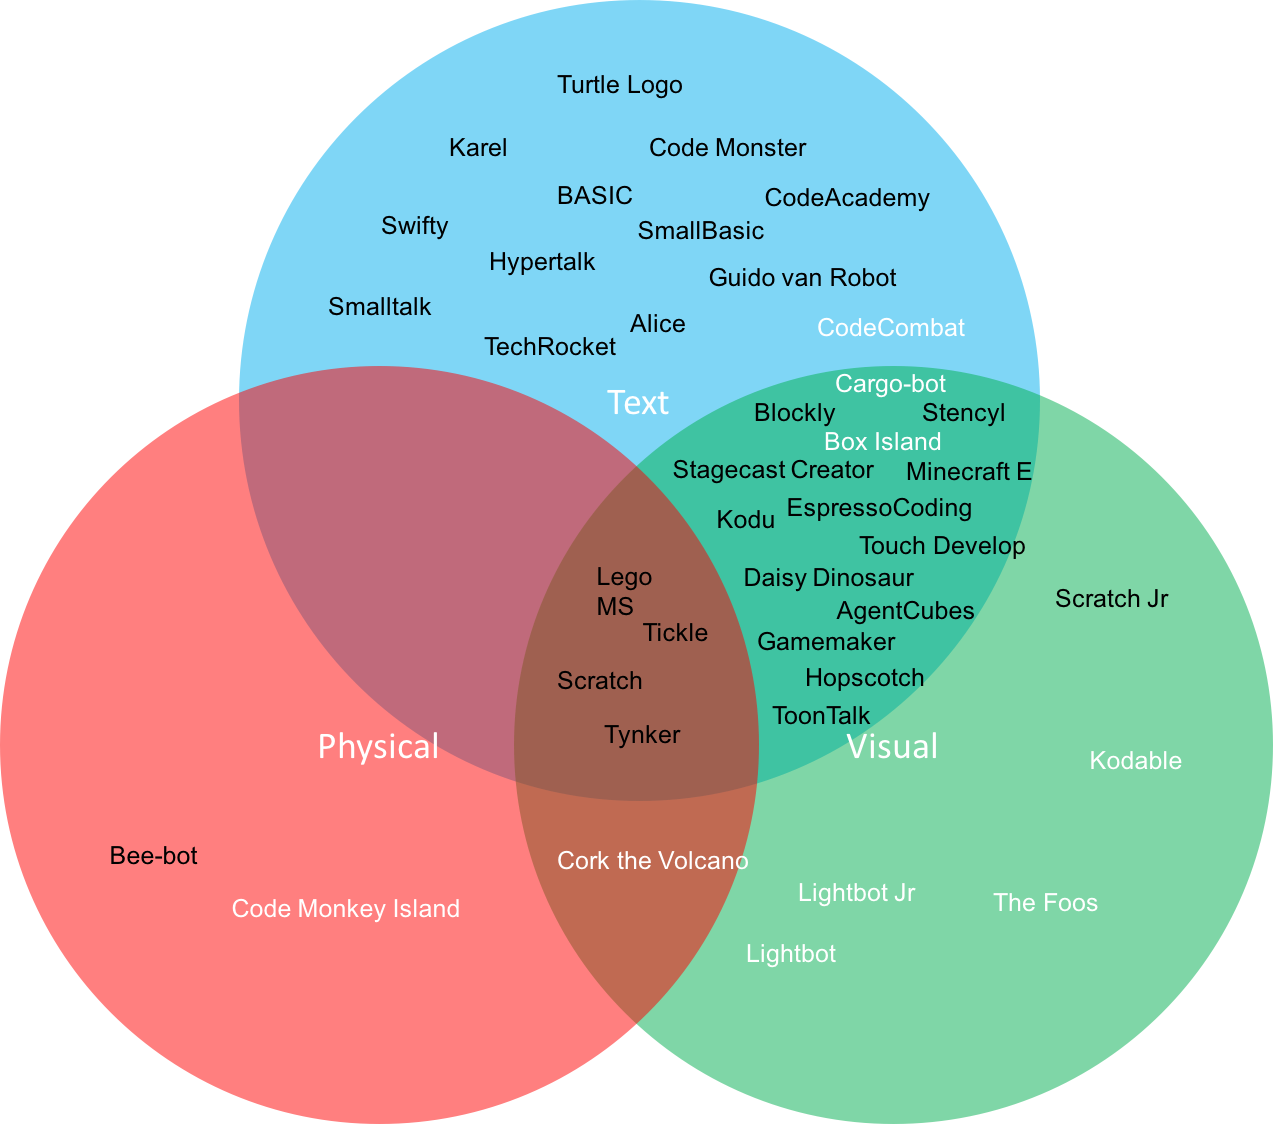 Turtle Logo
Karel
Code Monster
BASIC
CodeAcademy
Swifty
SmallBasic
Hypertalk
Guido van Robot
Smalltalk
Alice
CodeCombat
TechRocket
Text
Cargo-bot
Blockly
Stencyl
Box Island
Stagecast Creator
Minecraft E
EspressoCoding
Kodu
Touch Develop
Lego
MS
Daisy Dinosaur
Scratch Jr
AgentCubes
Tickle
Gamemaker
Scratch
Hopscotch
ToonTalk
Tynker
Physical
Visual
Kodable
Bee-bot
Cork the Volcano
Code Monkey Island
Lightbot Jr
The Foos
Lightbot